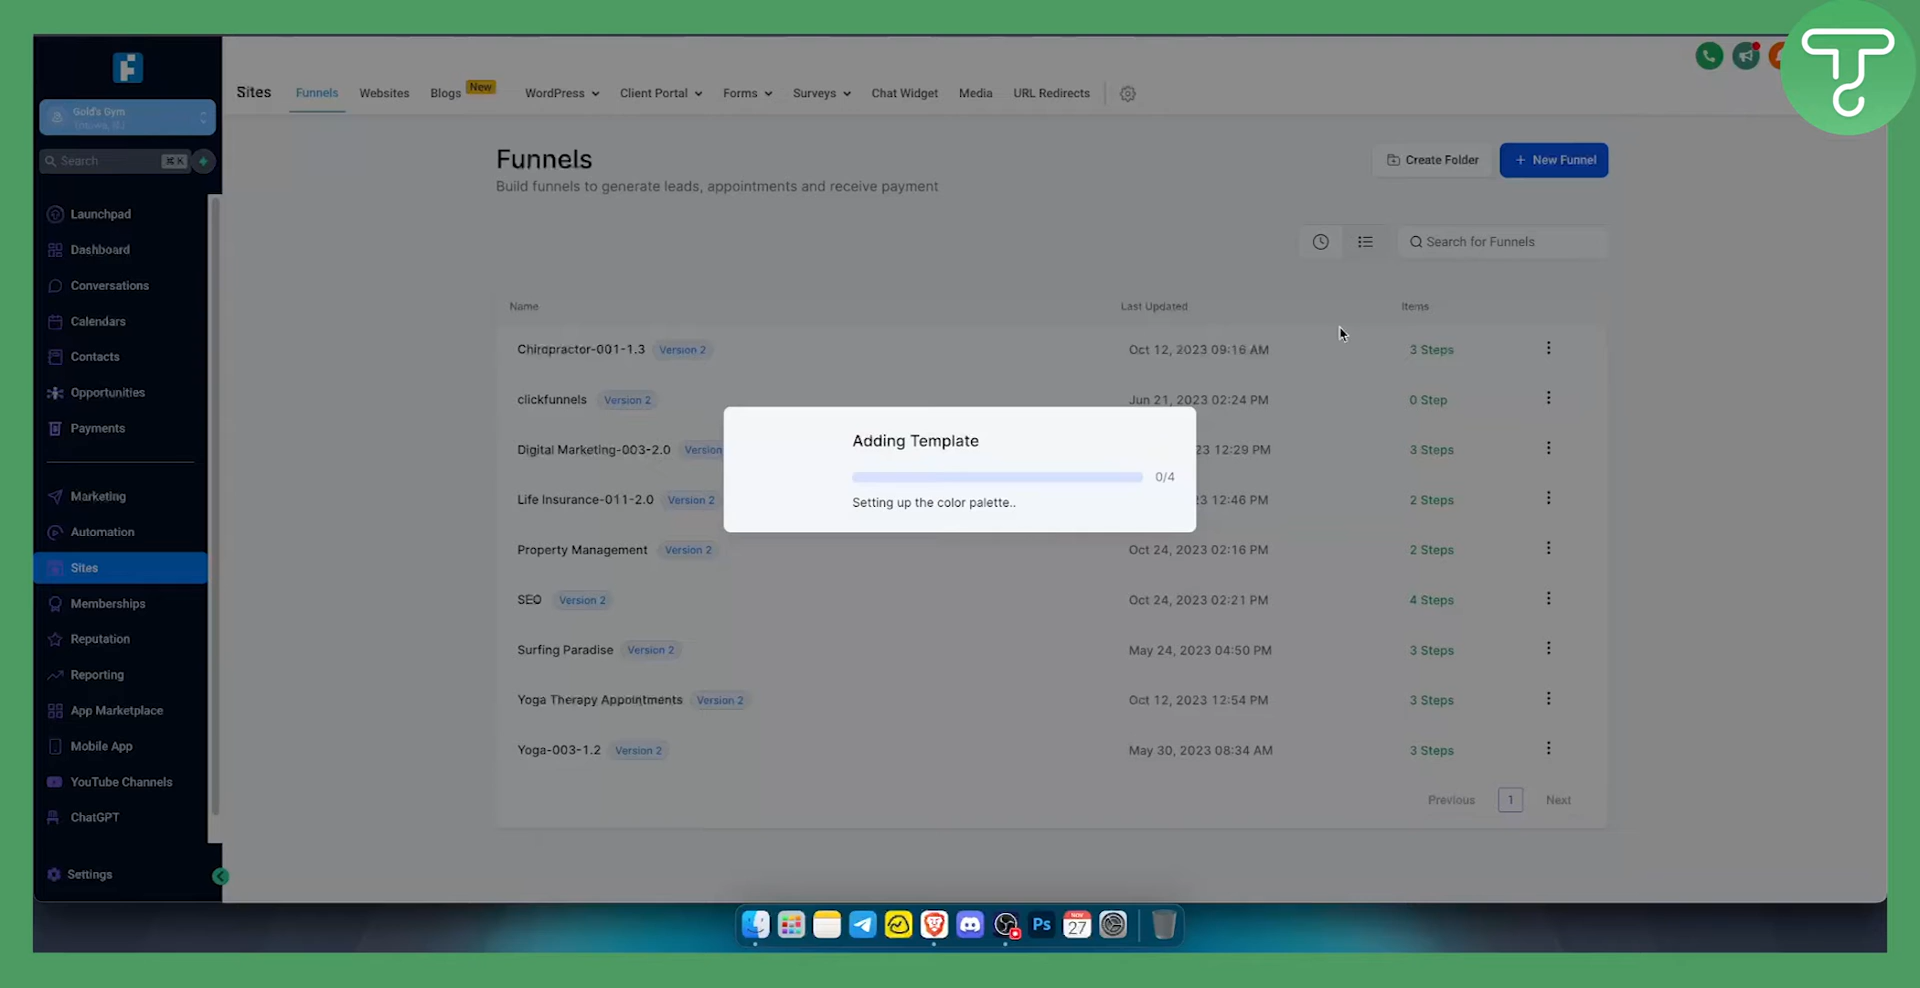 Gold's Gym
Search ⌘ K
Launchpad
Dashboard
Conversations
Calendars
Contacts
Opportunities
Payments
Marketing
Automation
Sites
Memberships
Reputation
Reporting
App Marketplace
Mobile App
YouTube Channels
ChatGPT
Settings
Sites Funnels Websites Blogs New WordPress Client Portal Forms Surveys Chat Widget Media URL Redirects
Funnels
Build funnels to generate leads, appointments and receive payment
Create Folder + New Funnel
Search for Funnels
Name Last Updated Items
Chiropractor-001-1.3 Version 2 Oct 12, 2023 09:16 AM 3 Steps
clickfunnels Version 2 Jun 21, 2023 02:24 PM 0 Step
Digital Marketing-003-2.0 Version 23 12:29 PM 3 Steps
Life Insurance-011-2.0 Version 2 23 12:46 PM 2 Steps
Property Management Version 2 Oct 24, 2023 02:16 PM 2 Steps
SEO Version 2 Oct 24, 2023 02:21 PM 4 Steps
Surfing Paradise Version 2 May 24, 2023 04:50 PM 3 Steps
Yoga Therapy Appointments Version 2 Oct 12, 2023 12:54 PM 3 Steps
Yoga-003-1.2 Version 2 May 30, 2023 08:34 AM 3 Steps
Previous 1 Next
Adding Template
0/4
Setting up the color palette..
Ps
NOV
27